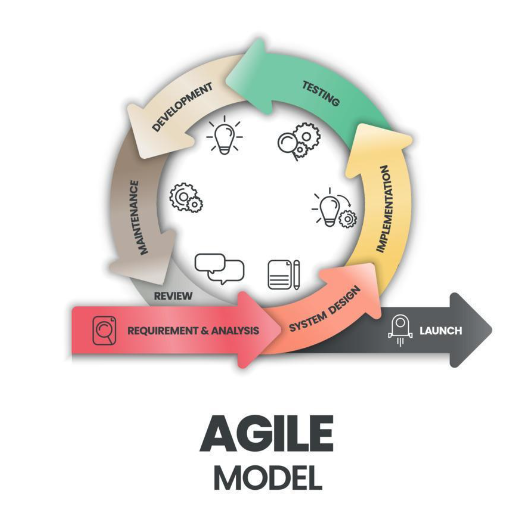 TESTING
DEVELOPMENT
IMPLEMENTATION
MAINTENANCE
REVIEW
SYSTEM DESIGN
REQUIREMENT & ANALYSIS
LAUNCH
AGILE
MODEL